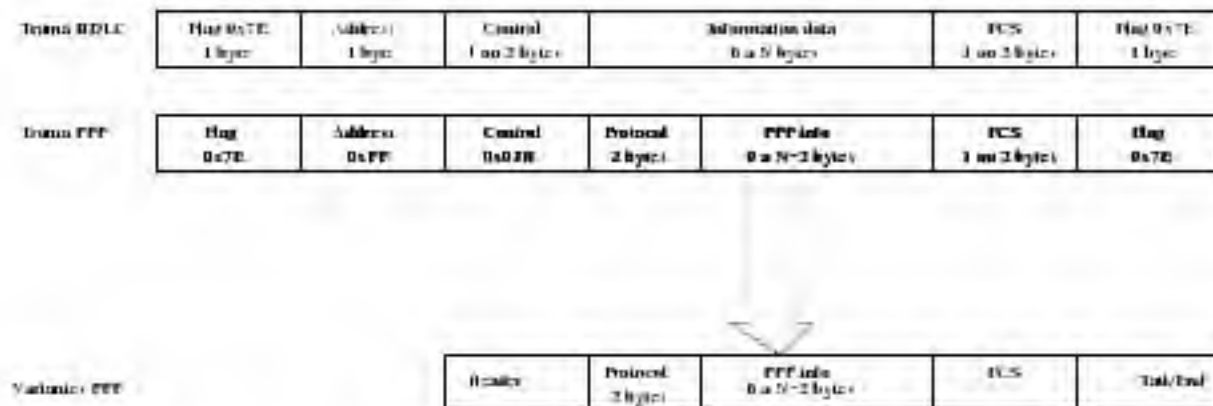 Trama HDLC
Flag 0x7E
1 byte
Address
1 byte
Control
1 ou 2 bytes
Information data
0 a N bytes
FCS
1 ou 2 bytes
Flag 0x7E
1 byte
Trama PPP
Flag
0x7E
Address
0xFF
Control
Protocol
2 bytes
PPP info
0 a N-2 bytes
FCS
1 ou 2 bytes
Flag
0x7E
PPP
Header
Protocol
2 bytes
PPP info
0 a N-2 bytes
FCS
Tail/End